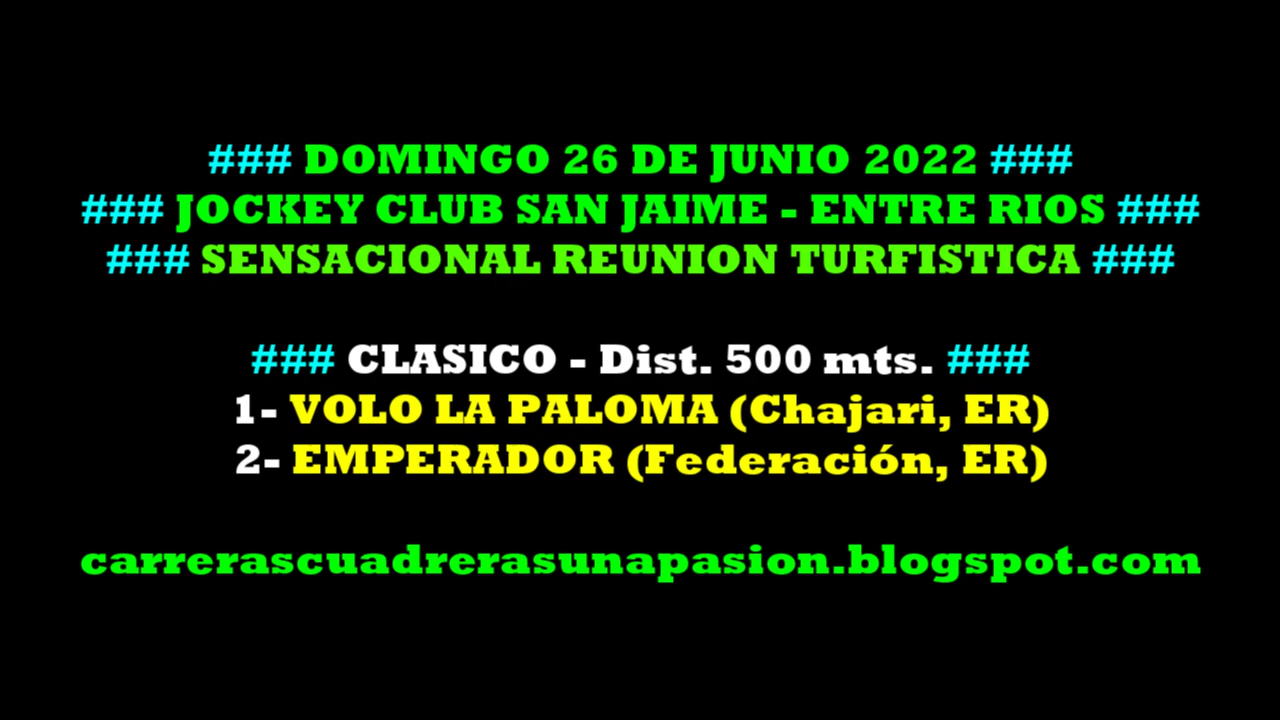 ### DOMINGO 26 DE JUNIO 2022 ###
### JOCKEY CLUB SAN JAIME - ENTRE RIOS ###
### SENSACIONAL REUNION TURFISTICA ###
### CLASICO - Dist. 500 mts. ###
1- VOLO LA PALOMA (Chajari, ER)
2- EMPERADOR (Federación, ER)
carrerascuadrerasunapasion.blogspot.com